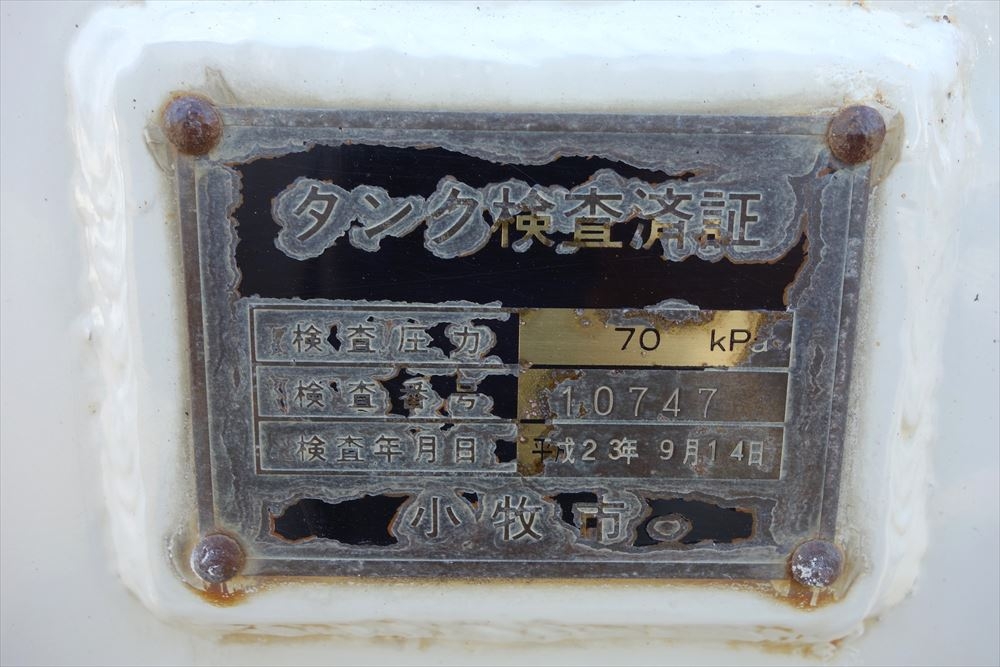 タンク検査済証
検査圧力 70 kPa
検査番号 10747
検査年月日 平成23年 9月14日
小牧市